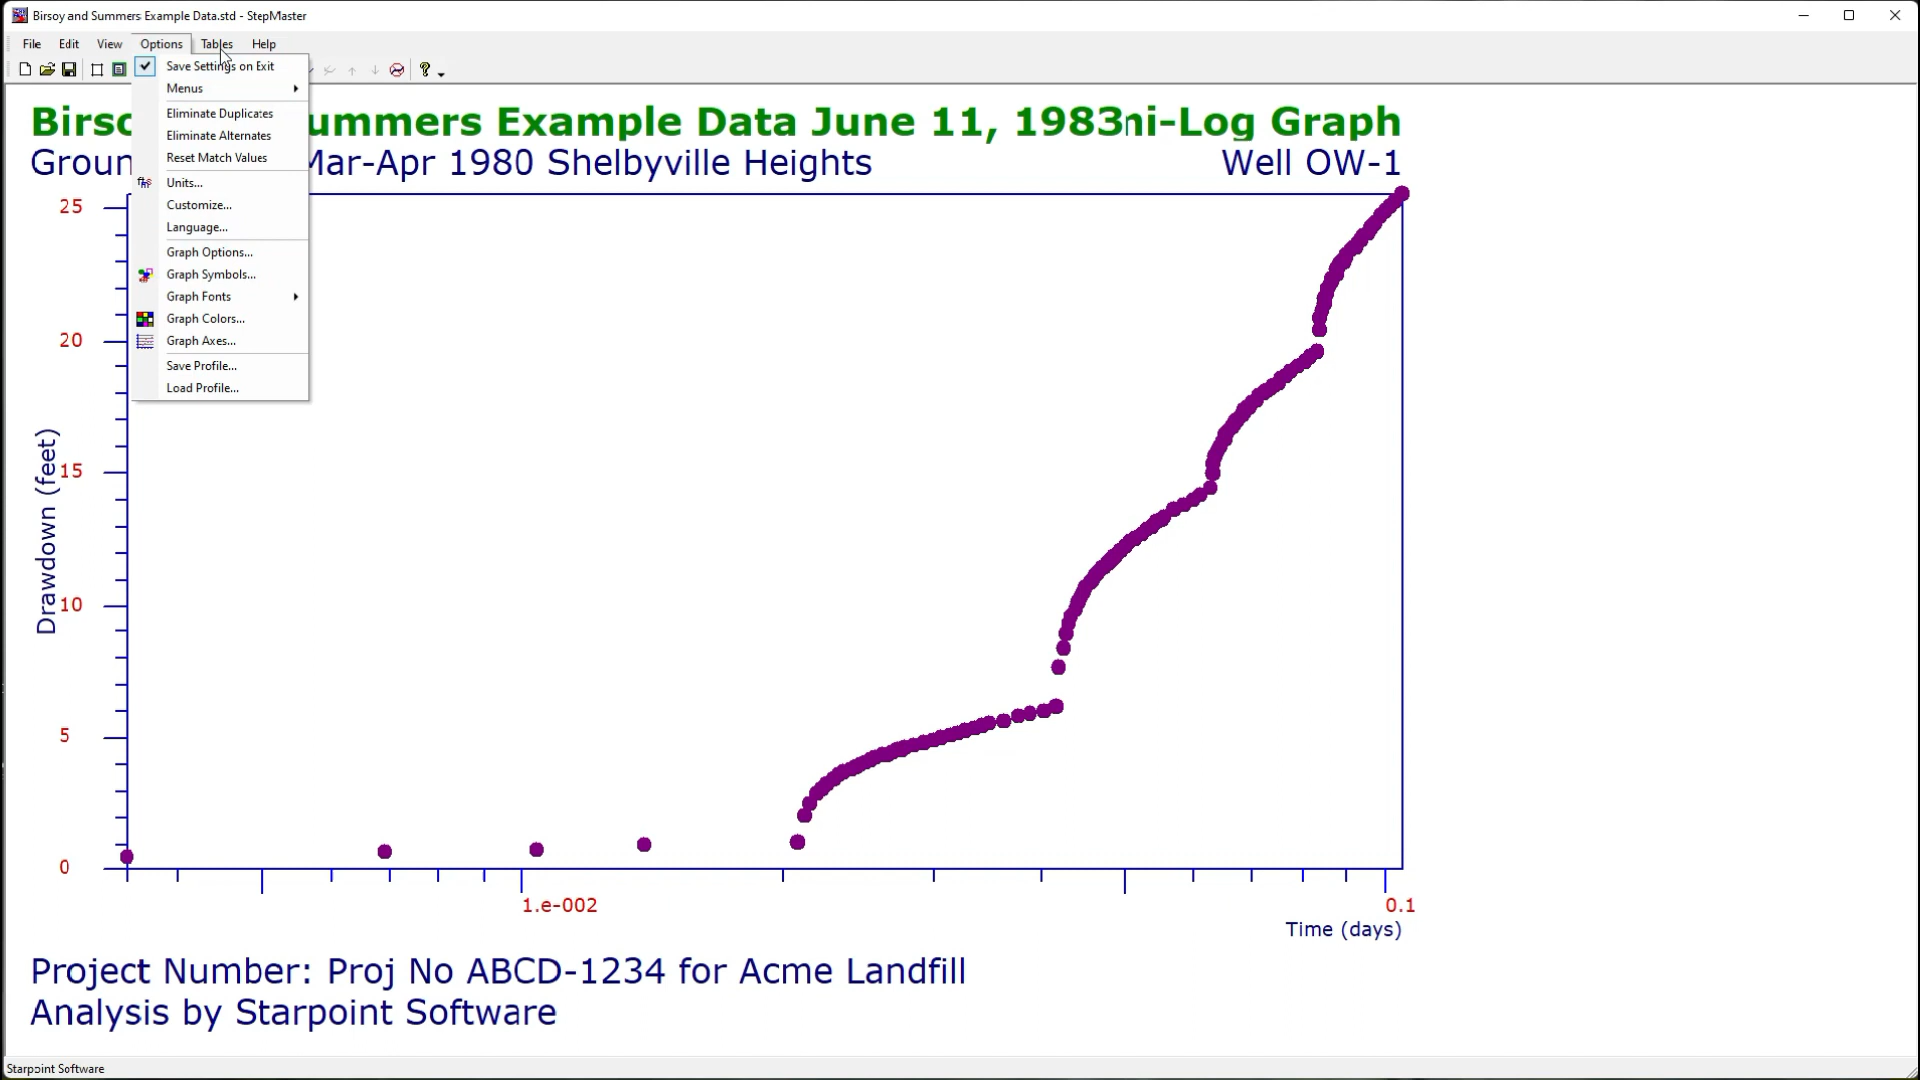 Birsoy and Summers Example Data.std - StepMaster
File Edit View Options Tables Help
Save Settings on Exit
Menus
Eliminate Duplicates
Eliminate Alternates
Reset Match Values
Units...
Customize...
Language...
Graph Options...
Graph Symbols...
Graph Fonts
Graph Colors...
Graph Axes...
Save Profile...
Load Profile...
Birso ummers Example Data June 11, 1983 ni-Log Graph
Groun Mar-Apr 1980 Shelbyville Heights Well OW-1
25
20
15
10
5
0
Drawdown (feet)
1.e-002 0.1
Time (days)
Project Number: Proj No ABCD-1234 for Acme Landfill
Analysis by Starpoint Software
Starpoint Software